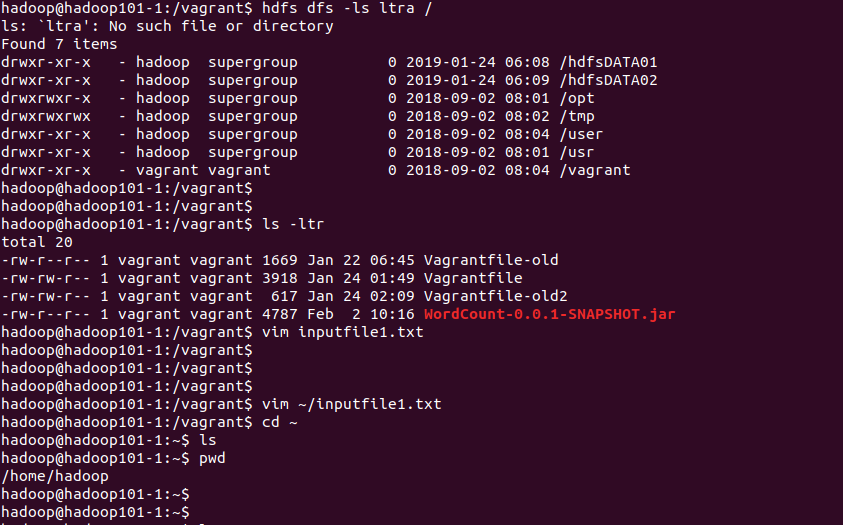 hadoop@hadoop101-1:/vagrant$ hdfs dfs -ls ltra /
ls: `ltra': No such file or directory
Found 7 items
drwxr-xr-x   - hadoop  supergroup          0 2019-01-24 06:08 /hdfsDATA01
drwxr-xr-x   - hadoop  supergroup          0 2019-01-24 06:09 /hdfsDATA02
drwxrwxr-x   - hadoop  supergroup          0 2018-09-02 08:01 /opt
drwxrwxrwx   - hadoop  supergroup          0 2018-09-02 08:02 /tmp
drwxr-xr-x   - hadoop  supergroup          0 2018-09-02 08:04 /user
drwxr-xr-x   - hadoop  supergroup          0 2018-09-02 08:01 /usr
drwxr-xr-x   - vagrant vagrant             0 2018-09-02 08:04 /vagrant
hadoop@hadoop101-1:/vagrant$
hadoop@hadoop101-1:/vagrant$
hadoop@hadoop101-1:/vagrant$ ls -ltr
total 20
-rw-r--r-- 1 vagrant vagrant 1669 Jan 22 06:45 Vagrantfile-old
-rw-rw-r-- 1 vagrant vagrant 3918 Jan 24 01:49 Vagrantfile
-rw-rw-r-- 1 vagrant vagrant  617 Jan 24 02:09 Vagrantfile-old2
-rw-r--r-- 1 vagrant vagrant 4787 Feb  2 10:16 WordCount-0.0.1-SNAPSHOT.jar
hadoop@hadoop101-1:/vagrant$ vim inputfile1.txt
hadoop@hadoop101-1:/vagrant$
hadoop@hadoop101-1:/vagrant$
hadoop@hadoop101-1:/vagrant$
hadoop@hadoop101-1:/vagrant$ vim ~/inputfile1.txt
hadoop@hadoop101-1:/vagrant$ cd ~
hadoop@hadoop101-1:~$ ls
hadoop@hadoop101-1:~$ pwd
/home/hadoop
hadoop@hadoop101-1:~$
hadoop@hadoop101-1:~$